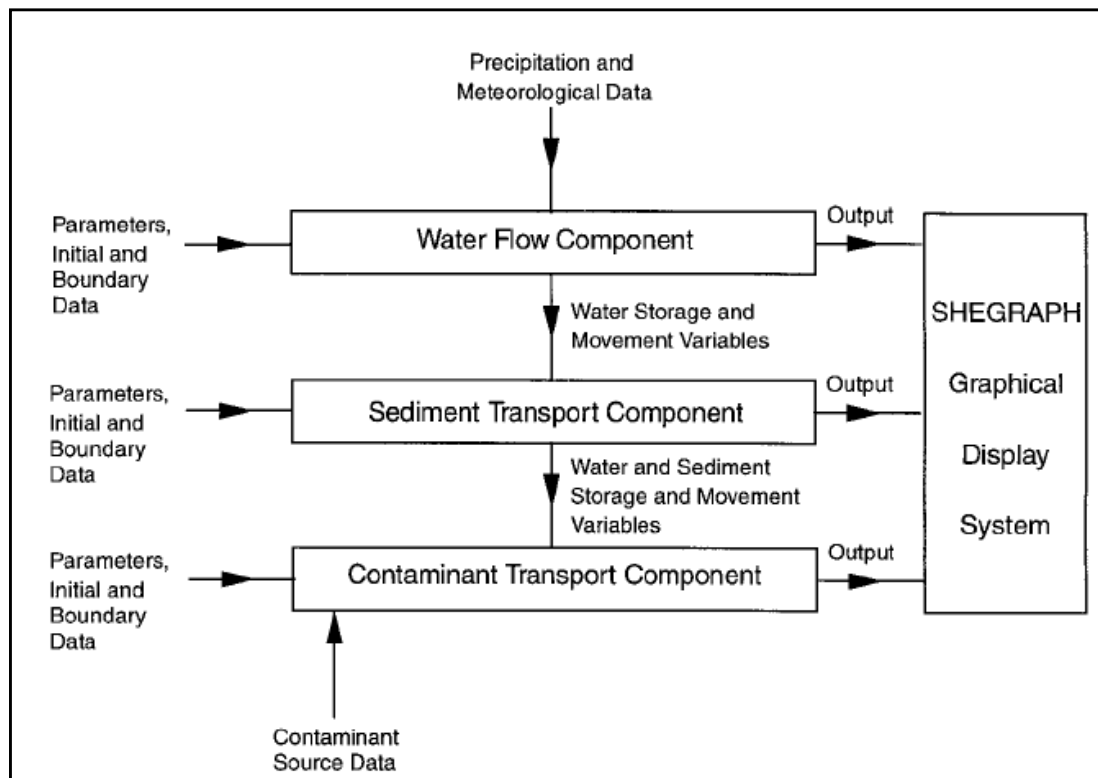 Precipitation and
Meteorological Data
Parameters,
Initial and
Boundary
Data
Water Flow Component
Output
Water Storage and
Movement Variables
Parameters,
Initial and
Boundary
Data
Sediment Transport Component
Output
Water and Sediment
Storage and Movement
Variables
Parameters,
Initial and
Boundary
Data
Contaminant Transport Component
Output
Contaminant
Source Data
SHEGRAPH
Graphical
Display
System